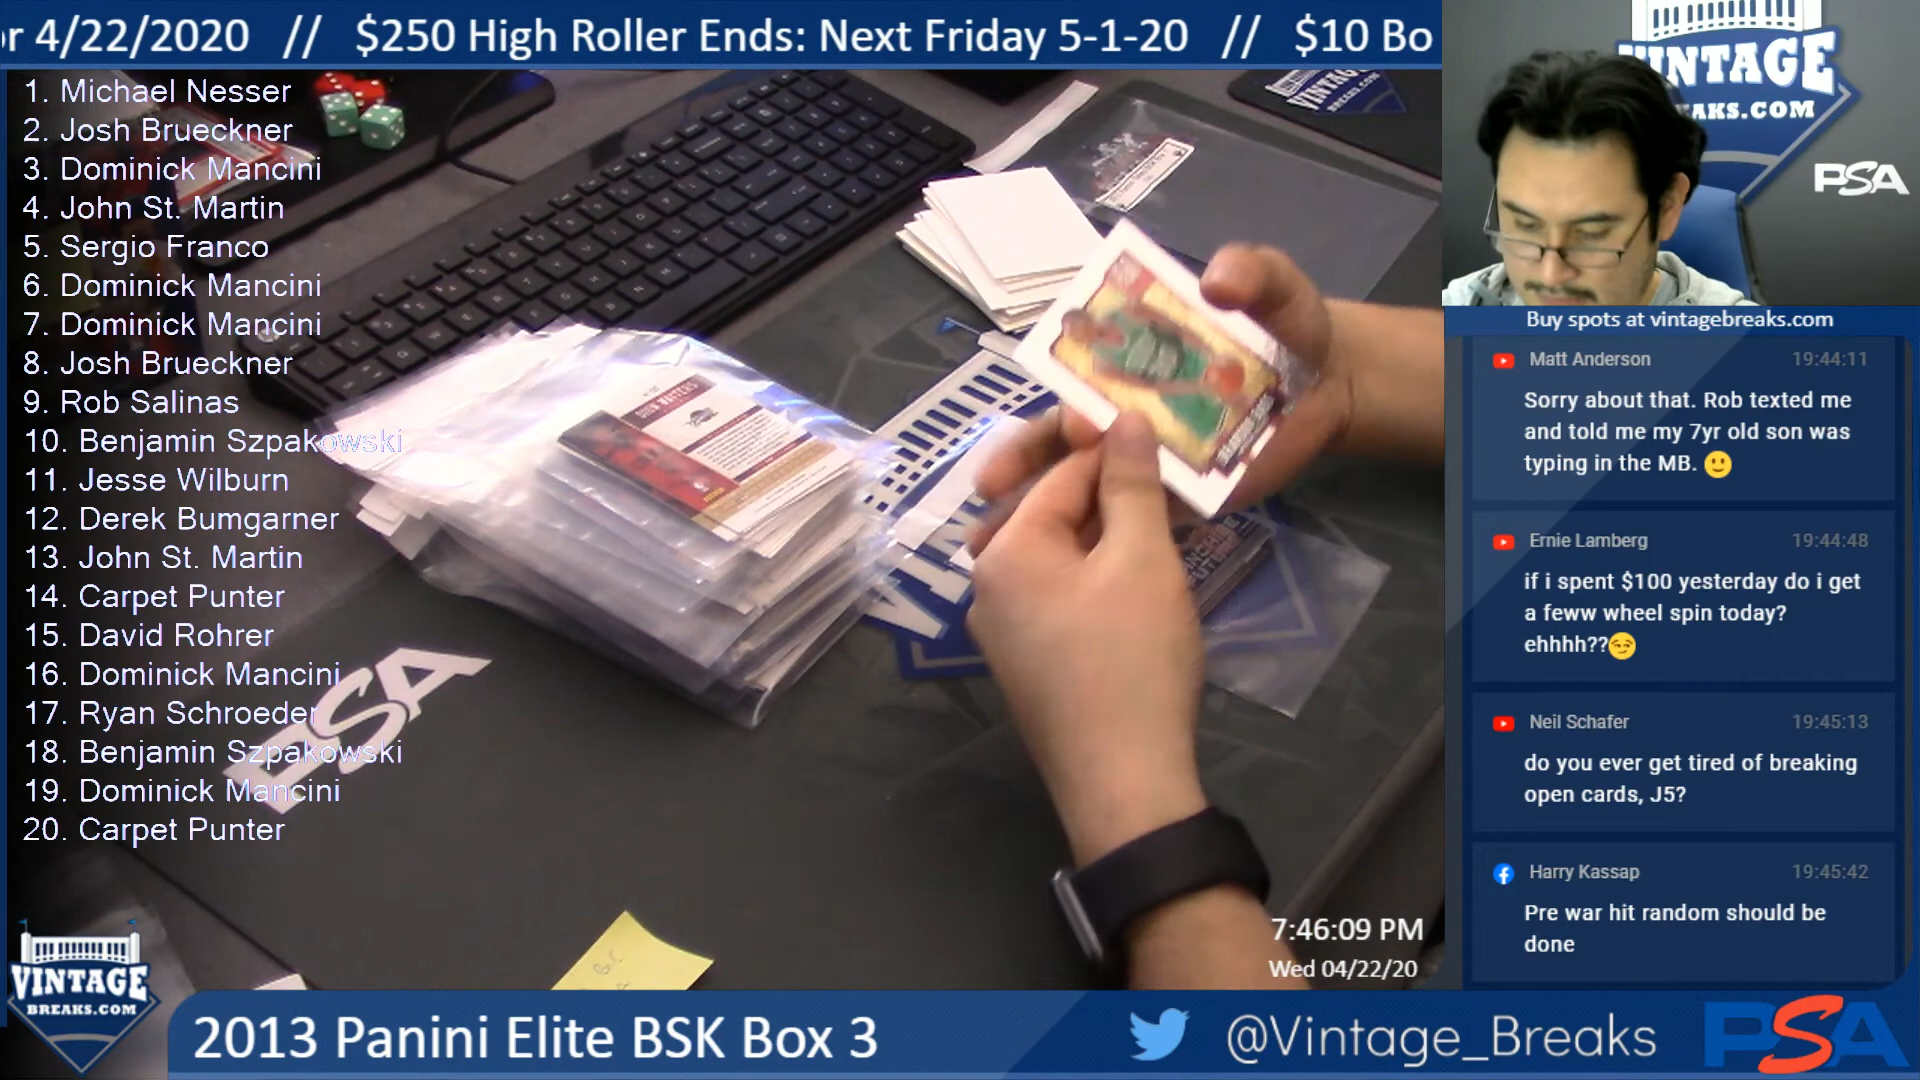 r 4/22/2020 // $250 High Roller Ends: Next Friday 5-1-20 // $10 Bo
1. Michael Nesser
2. Josh Brueckner
3. Dominick Mancini
4. John St. Martin
5. Sergio Franco
6. Dominick Mancini
7. Dominick Mancini
8. Josh Brueckner
9. Rob Salinas
10. Benjamin Szpakowski
11. Jesse Wilburn
12. Derek Bumgarner
13. John St. Martin
14. Carpet Punter
15. David Rohrer
16. Dominick Mancini
17. Ryan Schroeder
18. Benjamin Szpakowski
19. Dominick Mancini
20. Carpet Punter
VINTAGE
BREAKS.COM
DION WAITERS
PSA
VINTAGE
EAKS.COM
PSA
Buy spots at vintagebreaks.com
Matt Anderson 19:44:11
Sorry about that. Rob texted me
and told me my 7yr old son was
typing in the MB.
Ernie Lamberg 19:44:48
if i spent $100 yesterday do i get
a feww wheel spin today?
ehhhh??
Neil Schafer 19:45:13
do you ever get tired of breaking
open cards, J5?
Harry Kassap 19:45:42
Pre war hit random should be
done
7:46:09 PM
Wed 04/22/20
VINTAGE
BREAKS.COM
2013 Panini Elite BSK Box 3
@Vintage_Breaks
PSA